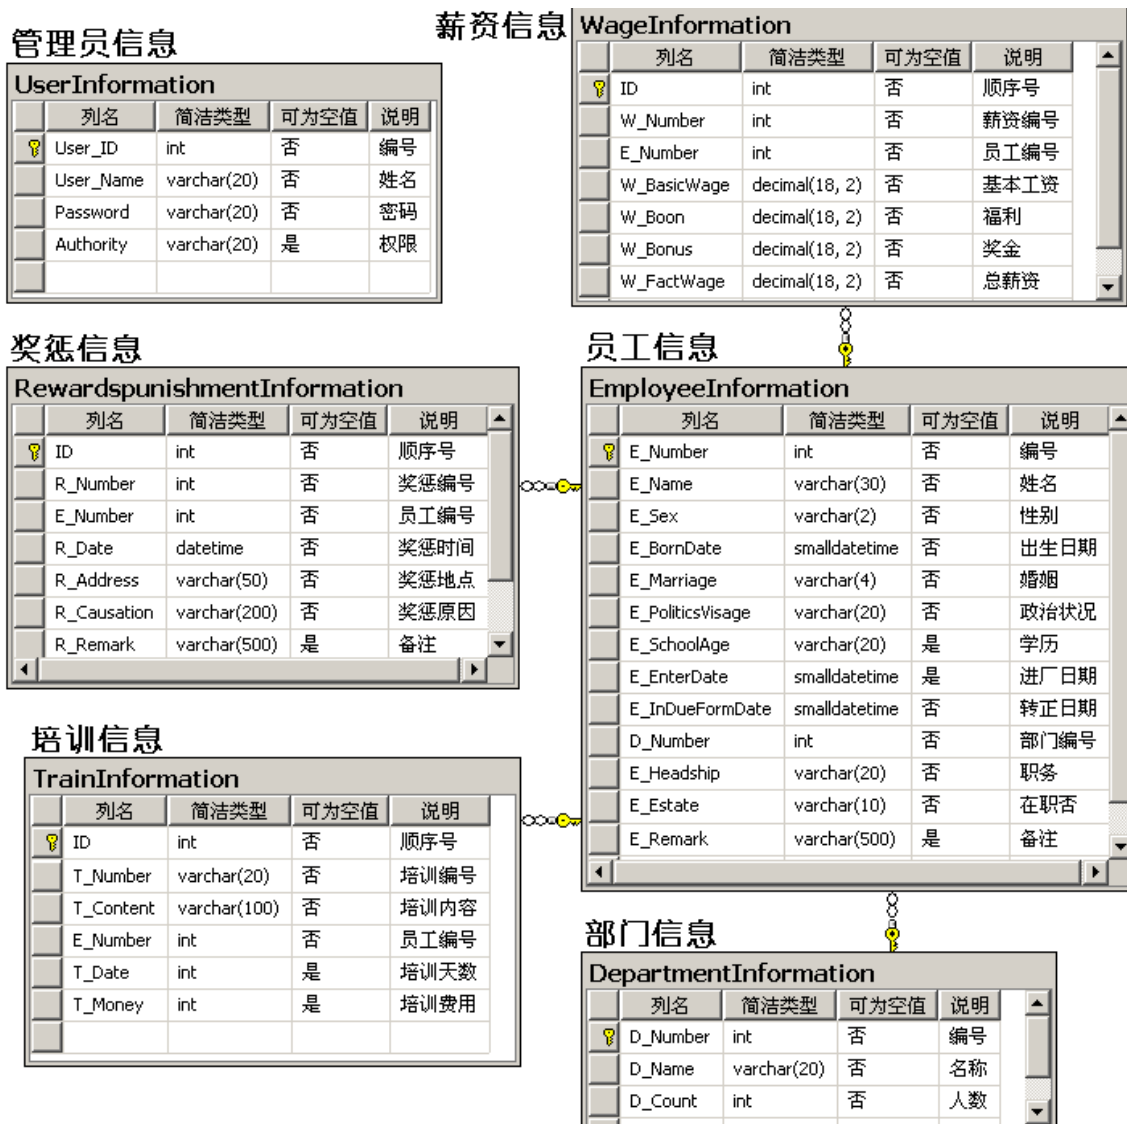 管理员信息
UserInformation
列名 简洁类型 可为空值 说明
User_ID int 否 编号
User_Name varchar(20) 否 姓名
Password varchar(20) 否 密码
Authority varchar(20) 是 权限
薪资信息
WageInformation
列名 简洁类型 可为空值 说明
ID int 否 顺序号
W_Number int 否 薪资编号
E_Number int 否 员工编号
W_BasicWage decimal(18, 2) 否 基本工资
W_Boon decimal(18, 2) 否 福利
W_Bonus decimal(18, 2) 否 奖金
W_FactWage decimal(18, 2) 否 总薪资
奖惩信息
RewardspunishmentInformation
列名 简洁类型 可为空值 说明
ID int 否 顺序号
R_Number int 否 奖惩编号
E_Number int 否 员工编号
R_Date datetime 否 奖惩时间
R_Address varchar(50) 否 奖惩地点
R_Causation varchar(200) 否 奖惩原因
R_Remark varchar(500) 是 备注
员工信息
EmployeeInformation
列名 简洁类型 可为空值 说明
E_Number int 否 编号
E_Name varchar(30) 否 姓名
E_Sex varchar(2) 否 性别
E_BornDate smalldatetime 否 出生日期
E_Marriage varchar(4) 否 婚姻
E_PoliticsVisage varchar(20) 否 政治状况
E_SchoolAge varchar(20) 是 学历
E_EnterDate smalldatetime 是 进厂日期
E_InDueFormDate smalldatetime 否 转正日期
D_Number int 否 部门编号
E_Headship varchar(20) 否 职务
E_Estate varchar(10) 否 在职否
E_Remark varchar(500) 是 备注
培训信息
TrainInformation
列名 简洁类型 可为空值 说明
ID int 否 顺序号
T_Number varchar(20) 否 培训编号
T_Content varchar(100) 否 培训内容
E_Number int 否 员工编号
T_Date int 是 培训天数
T_Money int 是 培训费用
部门信息
DepartmentInformation
列名 简洁类型 可为空值 说明
D_Number int 否 编号
D_Name varchar(20) 否 名称
D_Count int 否 人数